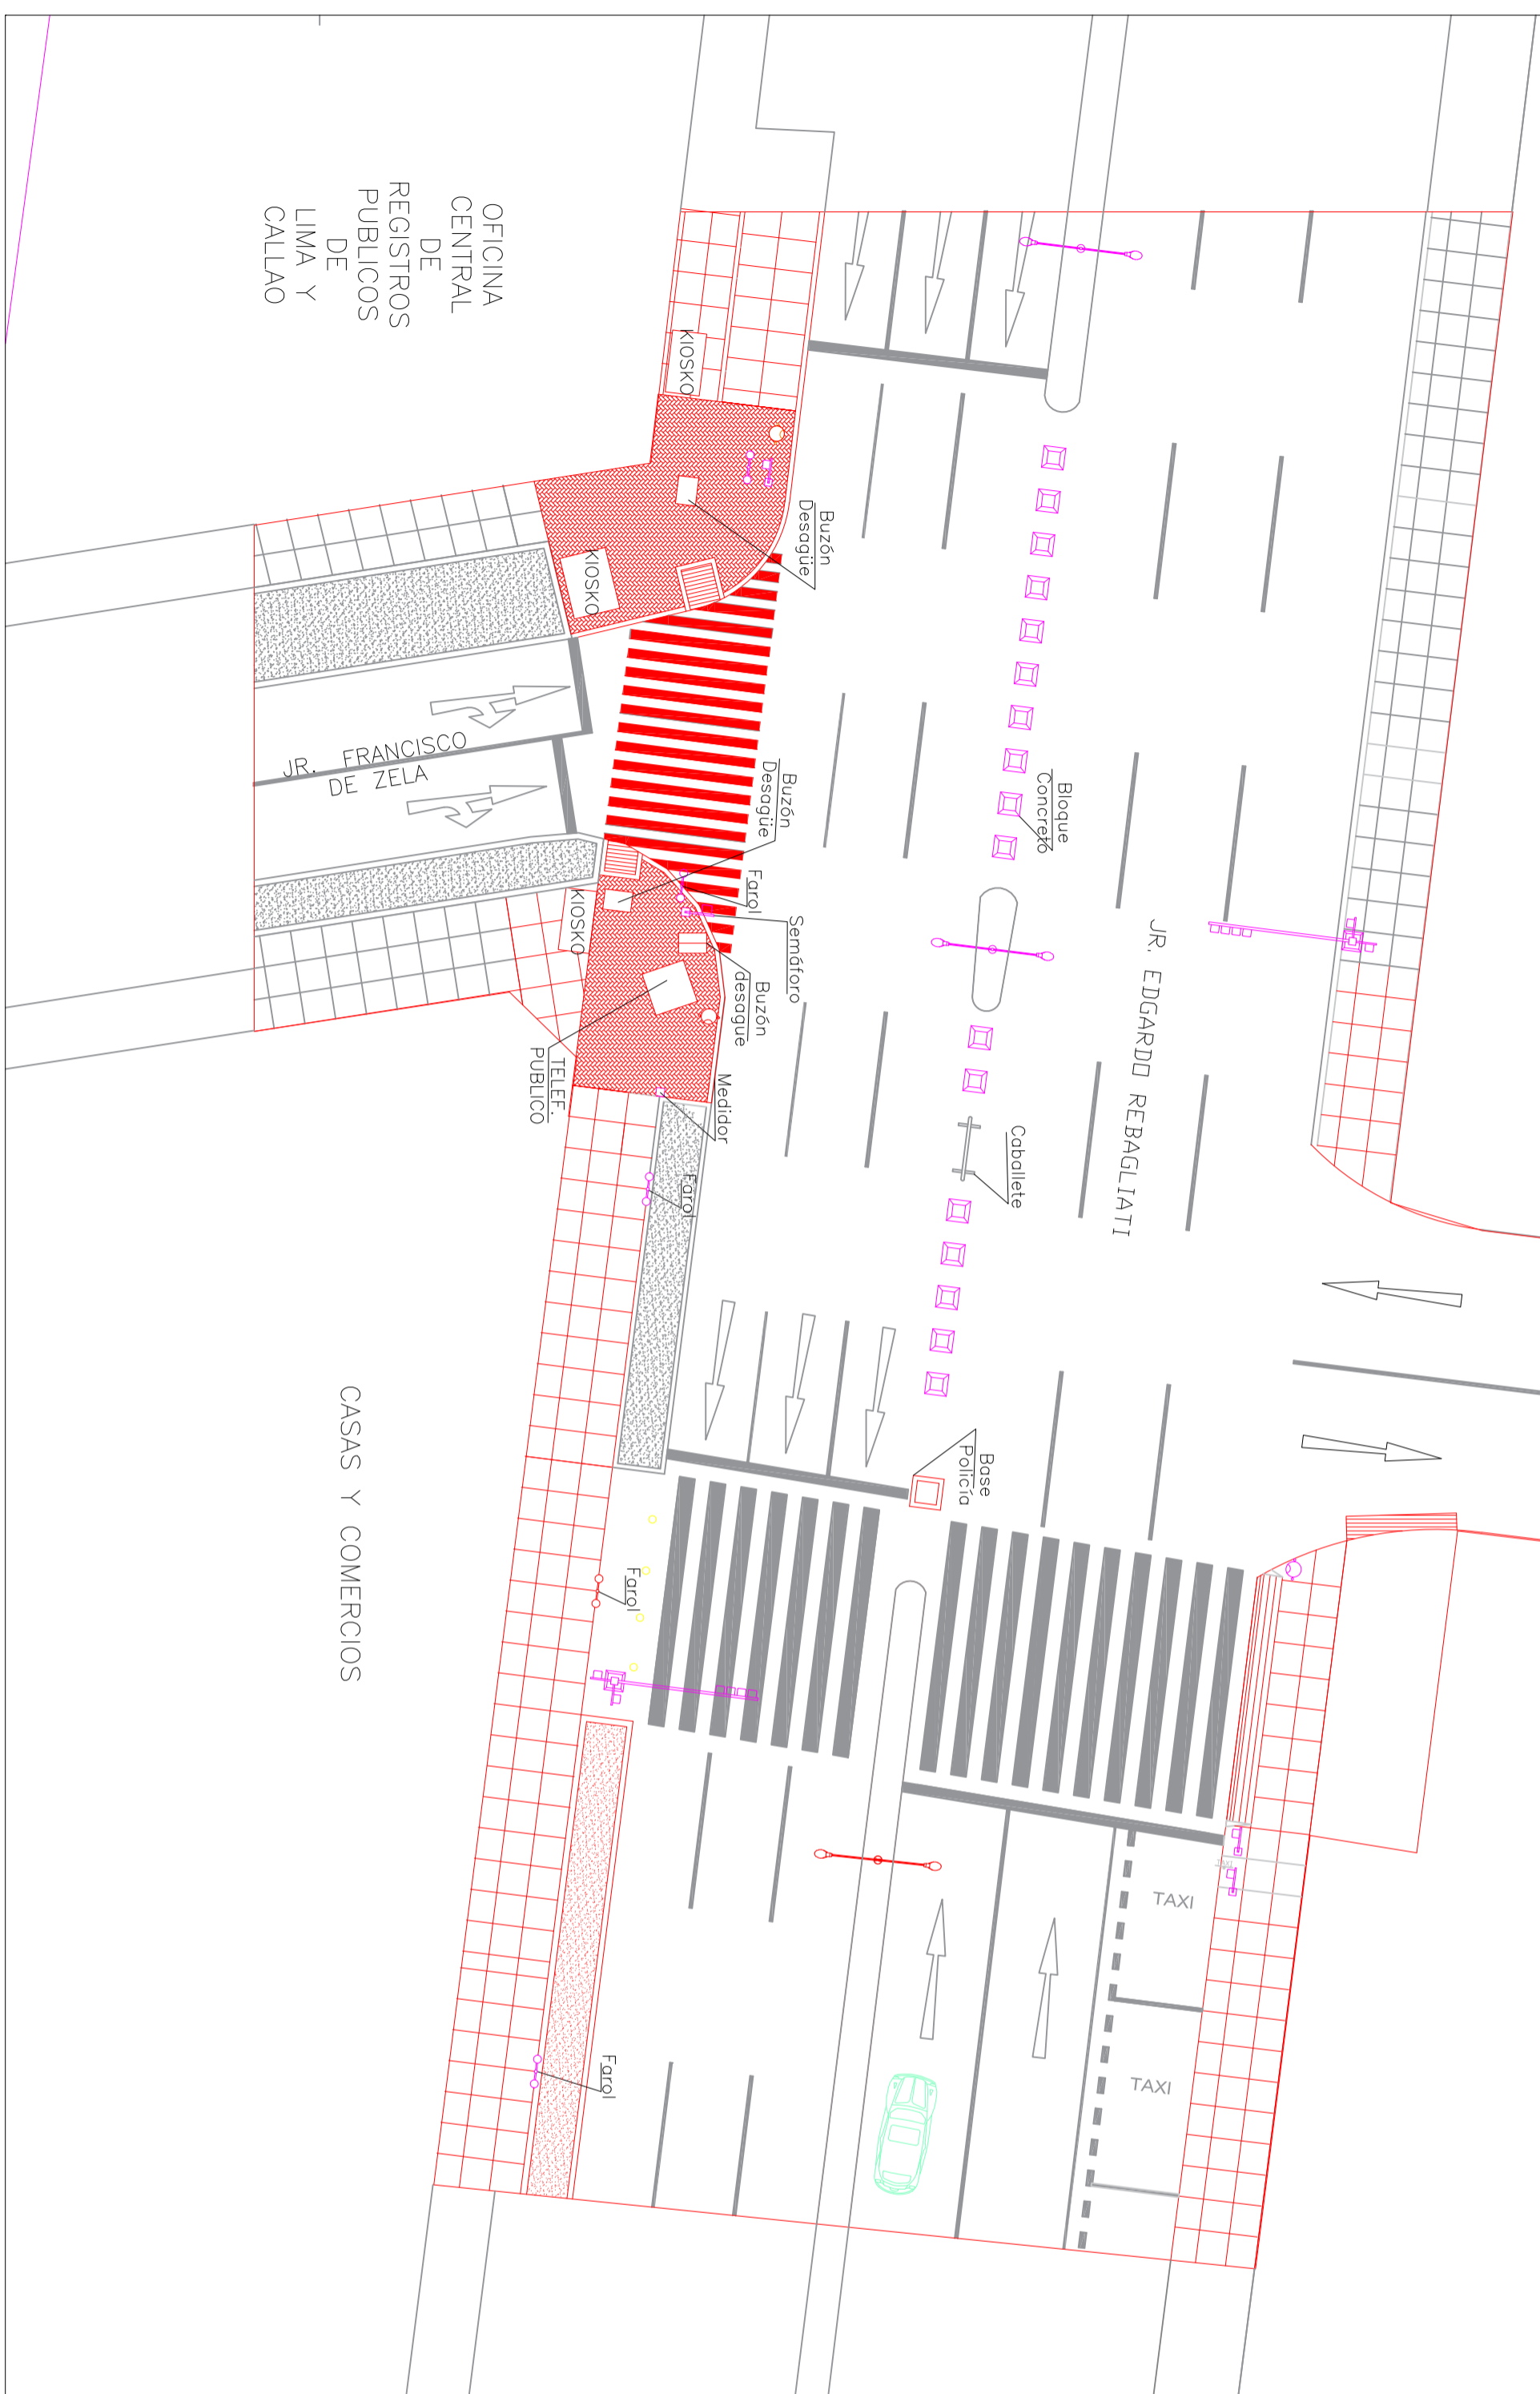 OFICINA
CENTRAL
DE
REGISTROS
PUBLICOS
DE
LIMA Y
CALLAO
KIOSKO
Buzón
Desagüe
KIOSKO
JR. FRANCISCO
DE ZELA
Buzón
Desagüe
Bloque
Concreto
Farol
Semáforo
KIOSKO
Buzón
desague
TELEF.
PUBLICO
Medidor
JR. EDGARDO REBAGLIATI
Caballete
Farol
Base
Policía
CASAS Y COMERCIOS
Farol
Farol
TAXI
TAXI